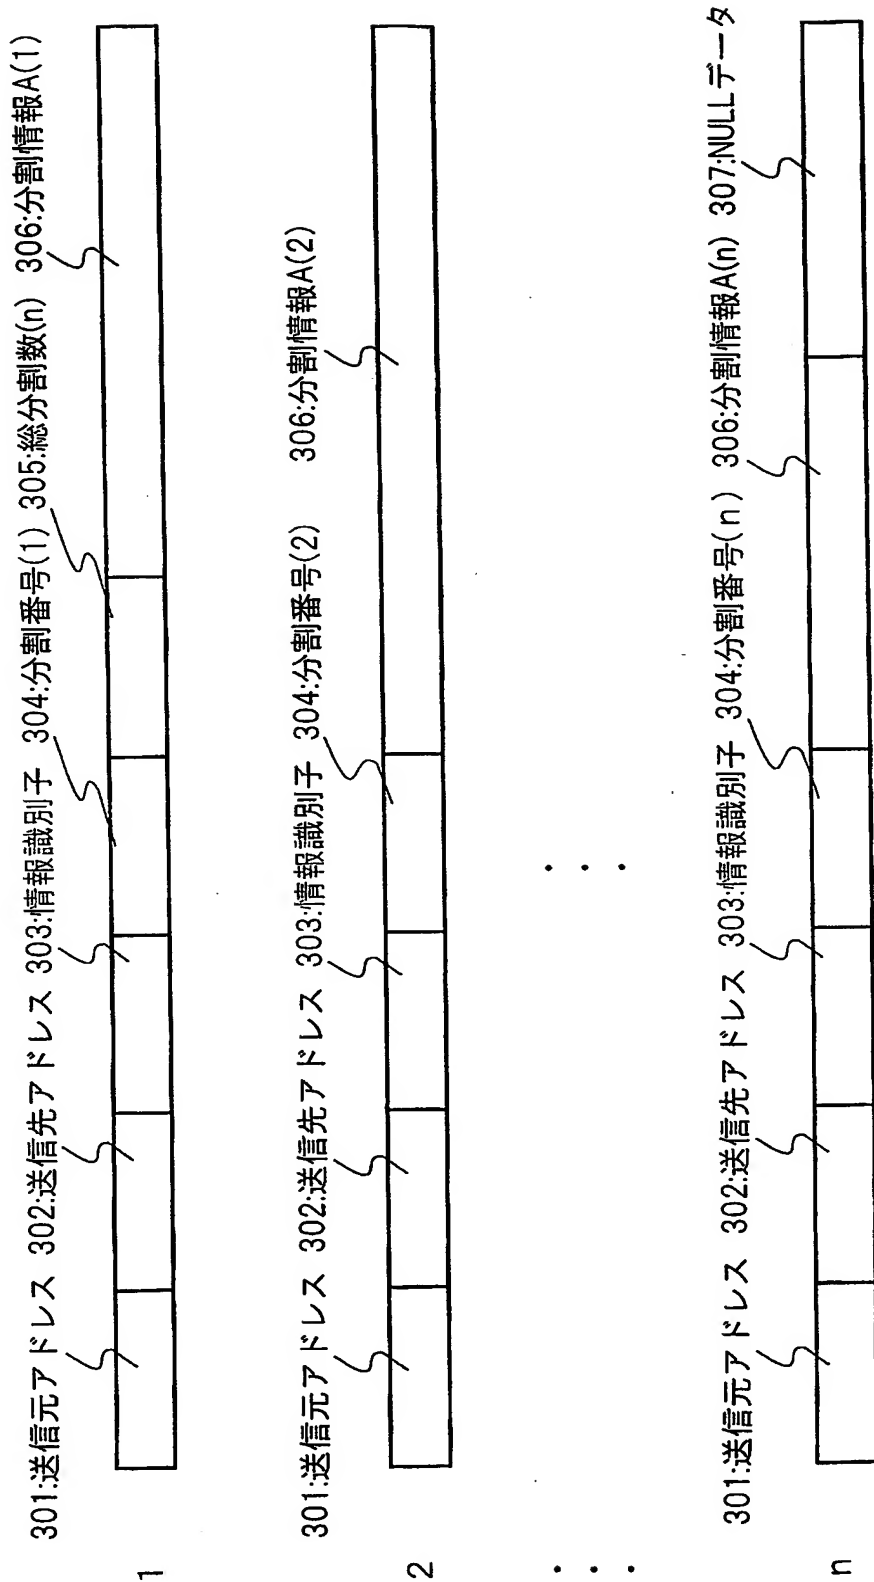 301:送信元アドレス 302:送信先アドレス 303:情報識別子 304:分割番号(1) 305:総分割数(n) 306:分割情報A(1)
1
301:送信元アドレス 302:送信先アドレス 303:情報識別子 304:分割番号(2) 306:分割情報A(2)
2
301:送信元アドレス 302:送信先アドレス 303:情報識別子 304:分割番号(n) 306:分割情報A(n) 307:NULLデータ
n